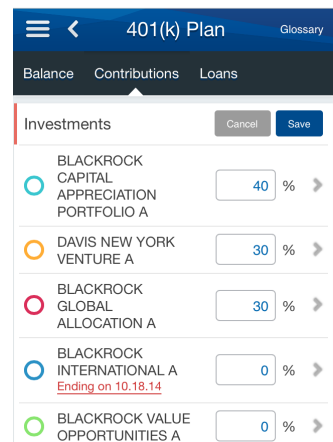 401(k) Plan Glossary
Balance Contributions Loans
Investments Cancel Save
BLACKROCK
CAPITAL
APPRECIATION
PORTFOLIO A
40 %
DAVIS NEW YORK
VENTURE A
30 %
BLACKROCK
GLOBAL
ALLOCATION A
30 %
BLACKROCK
INTERNATIONAL A
Ending on 10.18.14
0 %
BLACKROCK VALUE
OPPORTUNITIES A
0 %